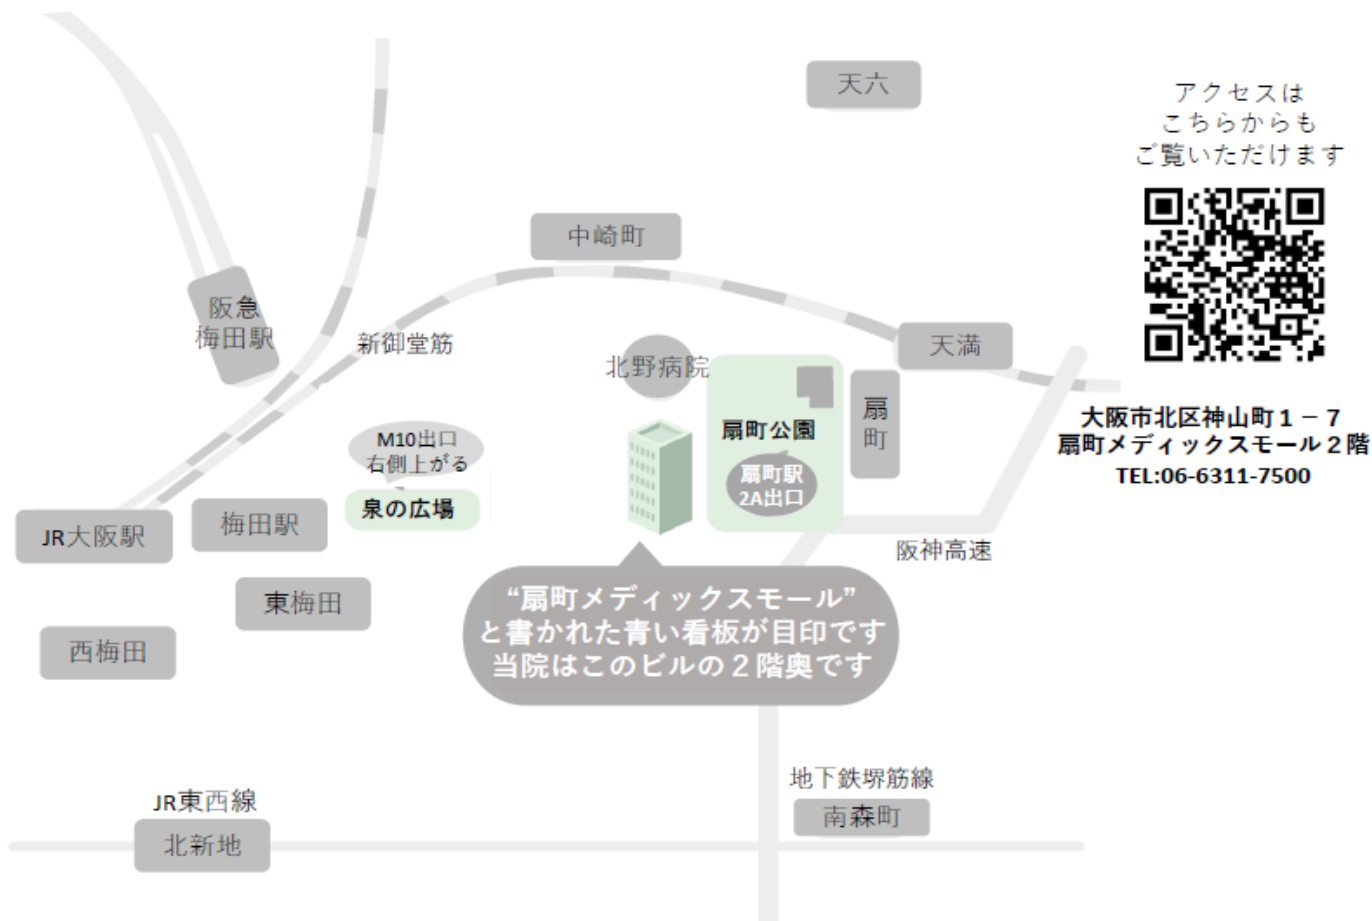 天六
アクセスは
こちらからも
ご覧いただけます
中崎町
阪急
梅田駅
新御堂筋
北野病院
天満
扇町公園
扇
町
大阪市北区神山町１－７
扇町メディックスモール２階
TEL:06-6311-7500
M10出口
右側上がる
泉の広場
扇町駅
2A出口
JR大阪駅
梅田駅
阪神高速
東梅田
西梅田
“扇町メディックスモール”
と書かれた青い看板が目印です
当院はこのビルの２階奥です
地下鉄堺筋線
南森町
JR東西線
北新地